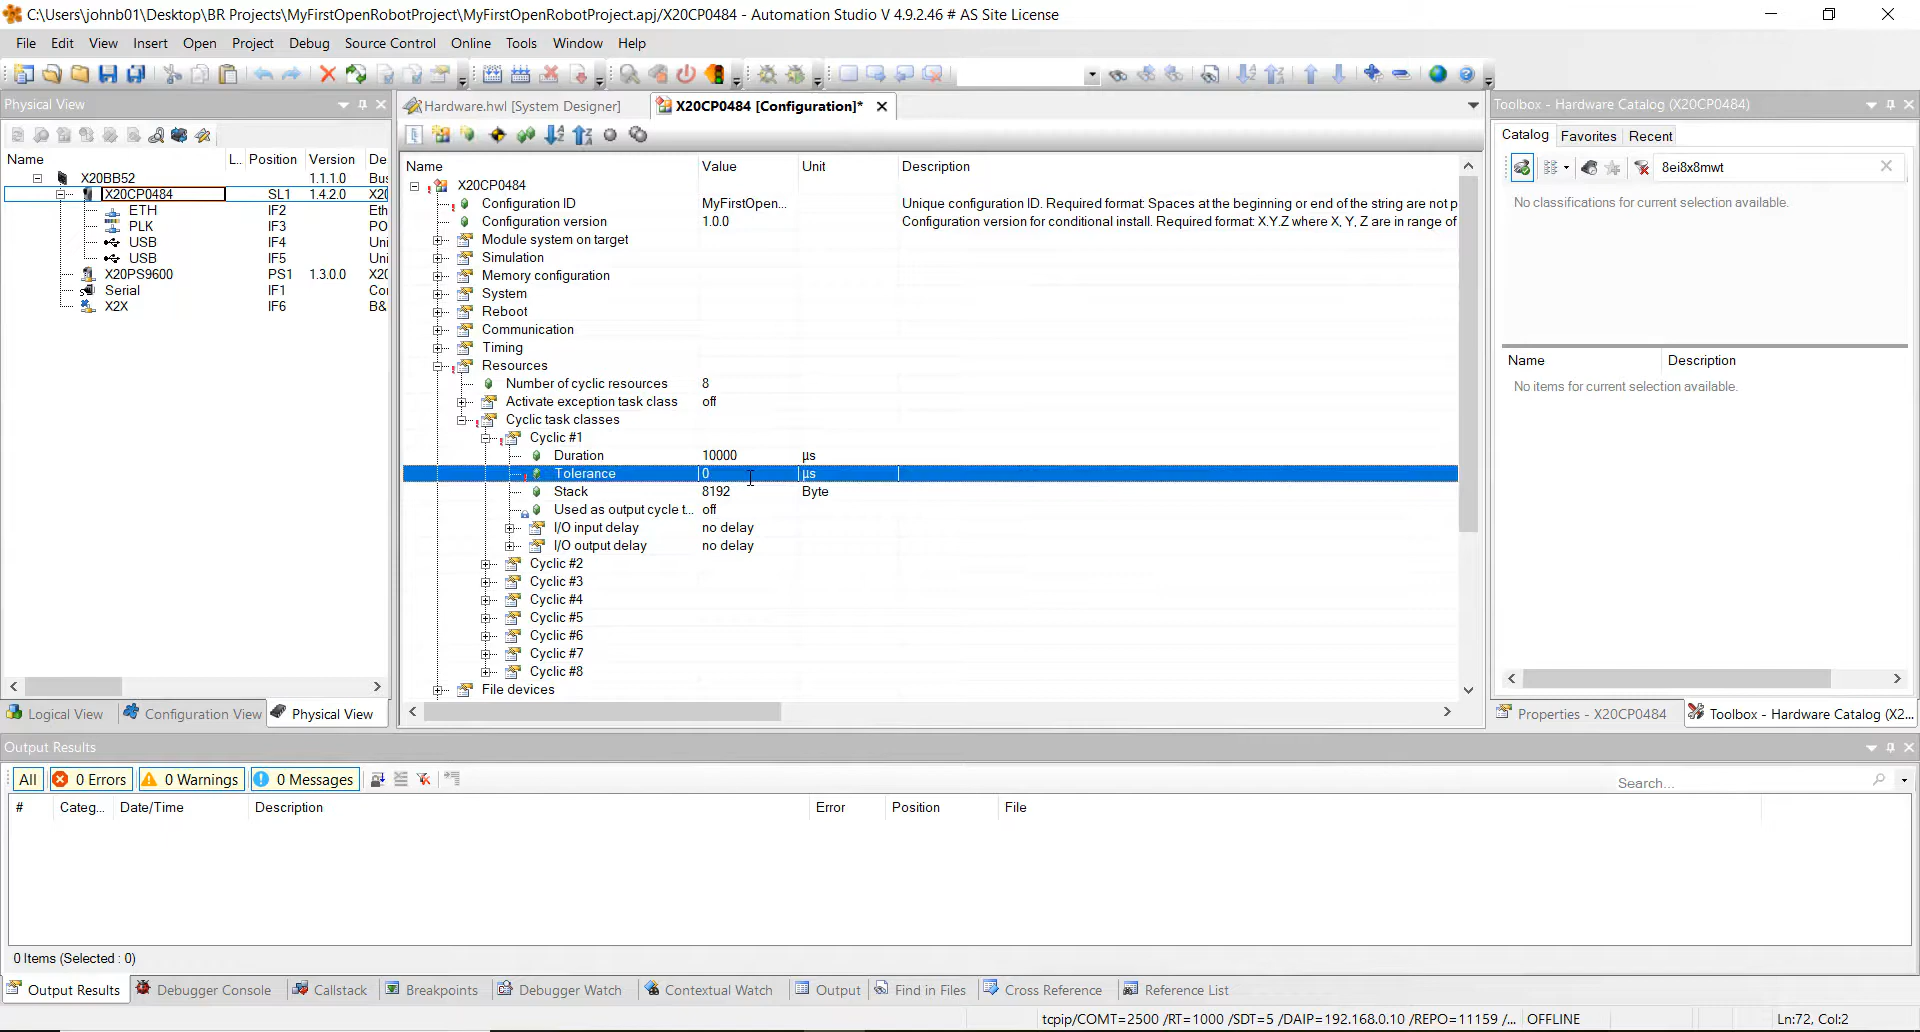 C:\Users\johnb01\Desktop\BR Projects\MyFirstOpenRobotProject\MyFirstOpenRobotProject.apj/X20CP0484 - Automation Studio V 4.9.2.46 # AS Site License
File Edit View Insert Open Project Debug Source Control Online Tools Window Help
Physical View
Hardware.hwl [System Designer]
X20CP0484 [Configuration]*
Toolbox - Hardware Catalog (X20CP0484)
Catalog Favorites Recent
8ei8x8mwt
No classifications for current selection available.
Name Description
No items for current selection available.
Name L.. Position Version De
X20BB52 1.1.1.0 Bus
X20CP0484 SL1 1.4.2.0 X20
ETH IF2 Eth
PLK IF3 PO
USB IF4 Uni
USB IF5 Uni
X20PS9600 PS1 1.3.0.0 X20
Serial IF1 Co
X2X IF6 B&
Name Value Unit Description
X20CP0484
Configuration ID MyFirstOpen... Unique configuration ID. Required format: Spaces at the beginning or end of the string are not p
Configuration version 1.0.0 Configuration version for conditional install. Required format: X.Y.Z where X, Y, Z are in range of
Module system on target
Simulation
Memory configuration
System
Reboot
Communication
Timing
Resources
Number of cyclic resources 8
Activate exception task class off
Cyclic task classes
Cyclic #1
Duration 10000 µs
Tolerance 0 µs
Stack 8192 Byte
Used as output cycle t... off
I/O input delay no delay
I/O output delay no delay
Cyclic #2
Cyclic #3
Cyclic #4
Cyclic #5
Cyclic #6
Cyclic #7
Cyclic #8
File devices
Logical View Configuration View Physical View
Properties - X20CP0484 Toolbox - Hardware Catalog (X2...
Output Results
All 0 Errors 0 Warnings 0 Messages
Search...
# Categ... Date/Time Description Error Position File
0 Items (Selected : 0)
Output Results Debugger Console Callstack Breakpoints Debugger Watch Contextual Watch Output Find in Files Cross Reference Reference List
tcpip/COMT=2500 /RT=1000 /SDT=5 /DAIP=192.168.0.10 /REPO=11159 /... OFFLINE Ln:72, Col:2